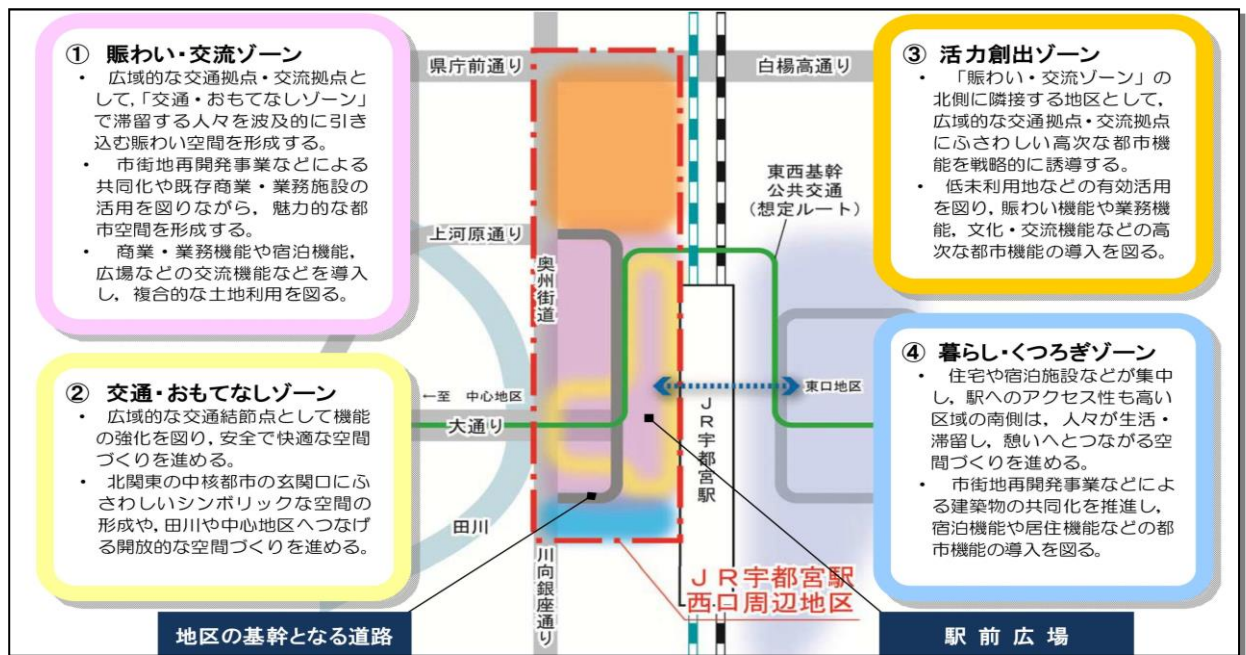 ① 賑わい・交流ゾーン
・ 広域的な交通拠点・交流拠点と
して，「交通・おもてなしゾーン」
で滞留する人々を波及的に引き
込む賑わい空間を形成する。
・ 市街地再開発事業などによる
共同化や既存商業・業務施設の
活用を図りながら，魅力的な都
市空間を形成する。
・ 商業・業務機能や宿泊機能，
広場などの交流機能などを導入
し，複合的な土地利用を図る。
② 交通・おもてなしゾーン
・ 広域的な交通結節点として機能
の強化を図り，安全で快適な空間
づくりを進める。
・ 北関東の中核都市の玄関口にふ
さわしいシンボリックな空間の
形成や，田川や中心地区へつなげ
る開放的な空間づくりを進める。
県庁前通り
白楊高通り
東西基幹
公共交通
(想定ルート)
上河原通り
奥州街道
←至 中心地区
大通り
東口地区
ＪＲ宇都宮駅
田川
川向銀座通り
ＪＲ宇都宮駅
西口周辺地区
③ 活力創出ゾーン
・ 「賑わい・交流ゾーン」の
北側に隣接する地区として，
広域的な交通拠点・交流拠点
にふさわしい高次な都市機
能を戦略的に誘導する。
・ 低未利用地などの有効活用
を図り，賑わい機能や業務機
能，文化・交流機能などの高
次な都市機能の導入を図る。
④ 暮らし・くつろぎゾーン
・ 住宅や宿泊施設などが集中
し，駅へのアクセス性も高い
区域の南側は，人々が生活・
滞留し，憩いへとつながる空
間づくりを進める。
・ 市街地再開発事業などによ
る建築物の共同化を推進し，
宿泊機能や居住機能などの都
市機能の導入を図る。
地区の基幹となる道路
駅前広場